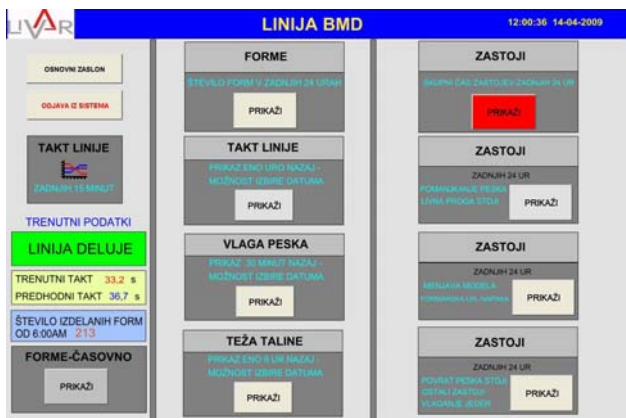 LIVAR
LINIJA BMD
12:00:36 14-04-2009
OSNOVNI ZASLON
ODJAVA IZ SISTEMA
TAKT LINIJE
ZADNJIH 15 MINUT
TRENUTNI PODATKI
LINIJA DELUJE
TRENUTNI TAKT 33,2 s
PREDHODNI TAKT 36,7 s
ŠTEVILO IZDELANIH FORM
OD 6:00AM 213
FORME-ČASOVNO
PRIKAŽI
FORME
ŠTEVILO FORM V ZADNJIH 24 URAH
PRIKAŽI
TAKT LINIJE
PRIKAZ ENO URO NAZAJ -
MOŽNOST IZBIRE DATUMA
PRIKAŽI
VLAGA PESKA
PRIKAZ 30 MINUT NAZAJ -
MOŽNOST IZBIRE DATUMA
PRIKAŽI
TEŽA TALINE
PRIKAZ ENO 8 UR NAZAJ -
MOŽNOST IZBIRE DATUMA
PRIKAŽI
ZASTOJI
SKUPNI ČAS ZASTOJEV ZADNJIH 24 UR
PRIKAŽI
ZASTOJI
ZADNJIH 24 UR
POMANJKANJE PESKA
LIVNA PROGA STOJI
PRIKAŽI
ZASTOJI
ZADNJIH 24 UR
MENJAVA MODELA
FORMARSKA LIN. NAPAKA
PRIKAŽI
ZASTOJI
ZADNJIH 24 UR
POVRAT PESKA STOJI
OSTALI ZASTOJI
VLAGANJE JEDER
PRIKAŽI